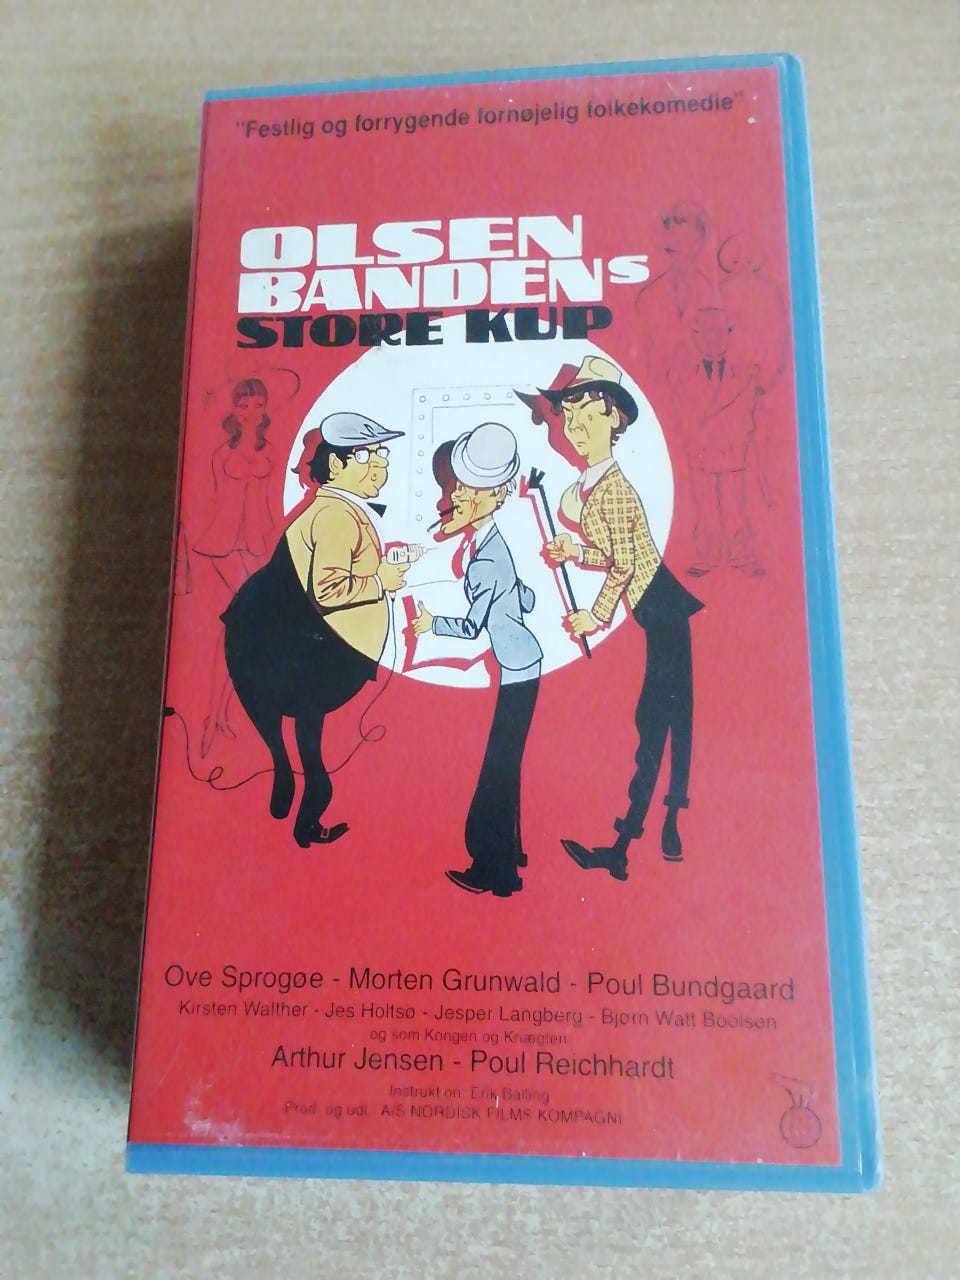 "Festlig og forrygende fornøjelig folkekomedie"
OLSEN
BANDENS
STORE KUP
Ove Sprogøe - Morten Grunwald - Poul Bundgaard
Kirsten Walther - Jes Holtsø - Jesper Langberg - Bjørn Watt Boolsen
og som Kongen og Knægten:
Arthur Jensen - Poul Reichhardt
Instruktion: Erik Balling
Prod. og udl.: A/S NORDISK FILMS KOMPAGNI